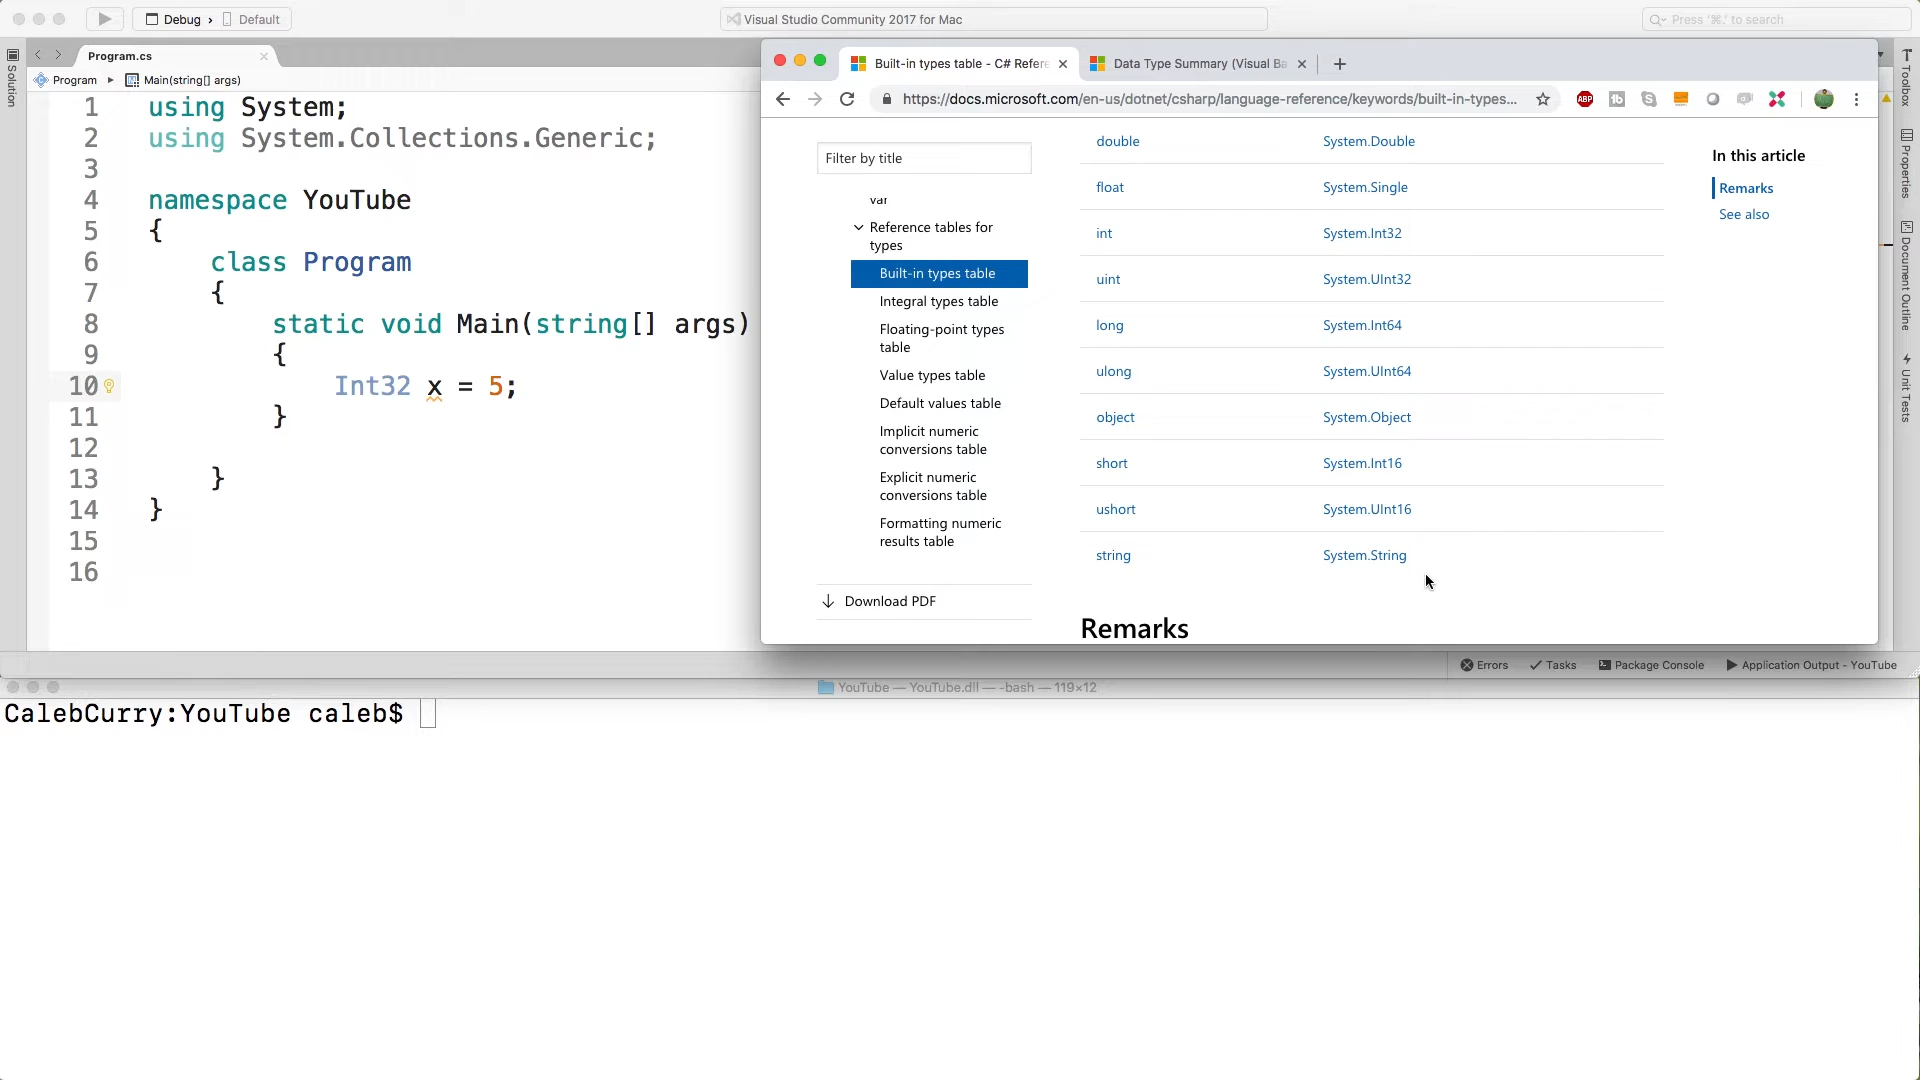 Debug › Default
Visual Studio Community 2017 for Mac
Press '⌘.' to search
Solution
Program.cs
Program ▸ Main(string[] args)
1 using System;
2 using System.Collections.Generic;
3
4 namespace YouTube
5 {
6 class Program
7 {
8 static void Main(string[] args)
9 {
10 Int32 x = 5;
11 }
12
13 }
14 }
15
16
Built-in types table - C# Refere
Data Type Summary (Visual Ba
https://docs.microsoft.com/en-us/dotnet/csharp/language-reference/keywords/built-in-types...
ABP
Filter by title
var
Reference tables for
types
Built-in types table
Integral types table
Floating-point types
table
Value types table
Default values table
Implicit numeric
conversions table
Explicit numeric
conversions table
Formatting numeric
results table
Download PDF
double System.Double
float System.Single
int System.Int32
uint System.UInt32
long System.Int64
ulong System.UInt64
object System.Object
short System.Int16
ushort System.UInt16
string System.String
Remarks
In this article
Remarks
See also
Toolbox
Properties
Document Outline
Unit Tests
Errors
Tasks
Package Console
Application Output - YouTube
YouTube — YouTube.dll — -bash — 119×12
CalebCurry:YouTube caleb$